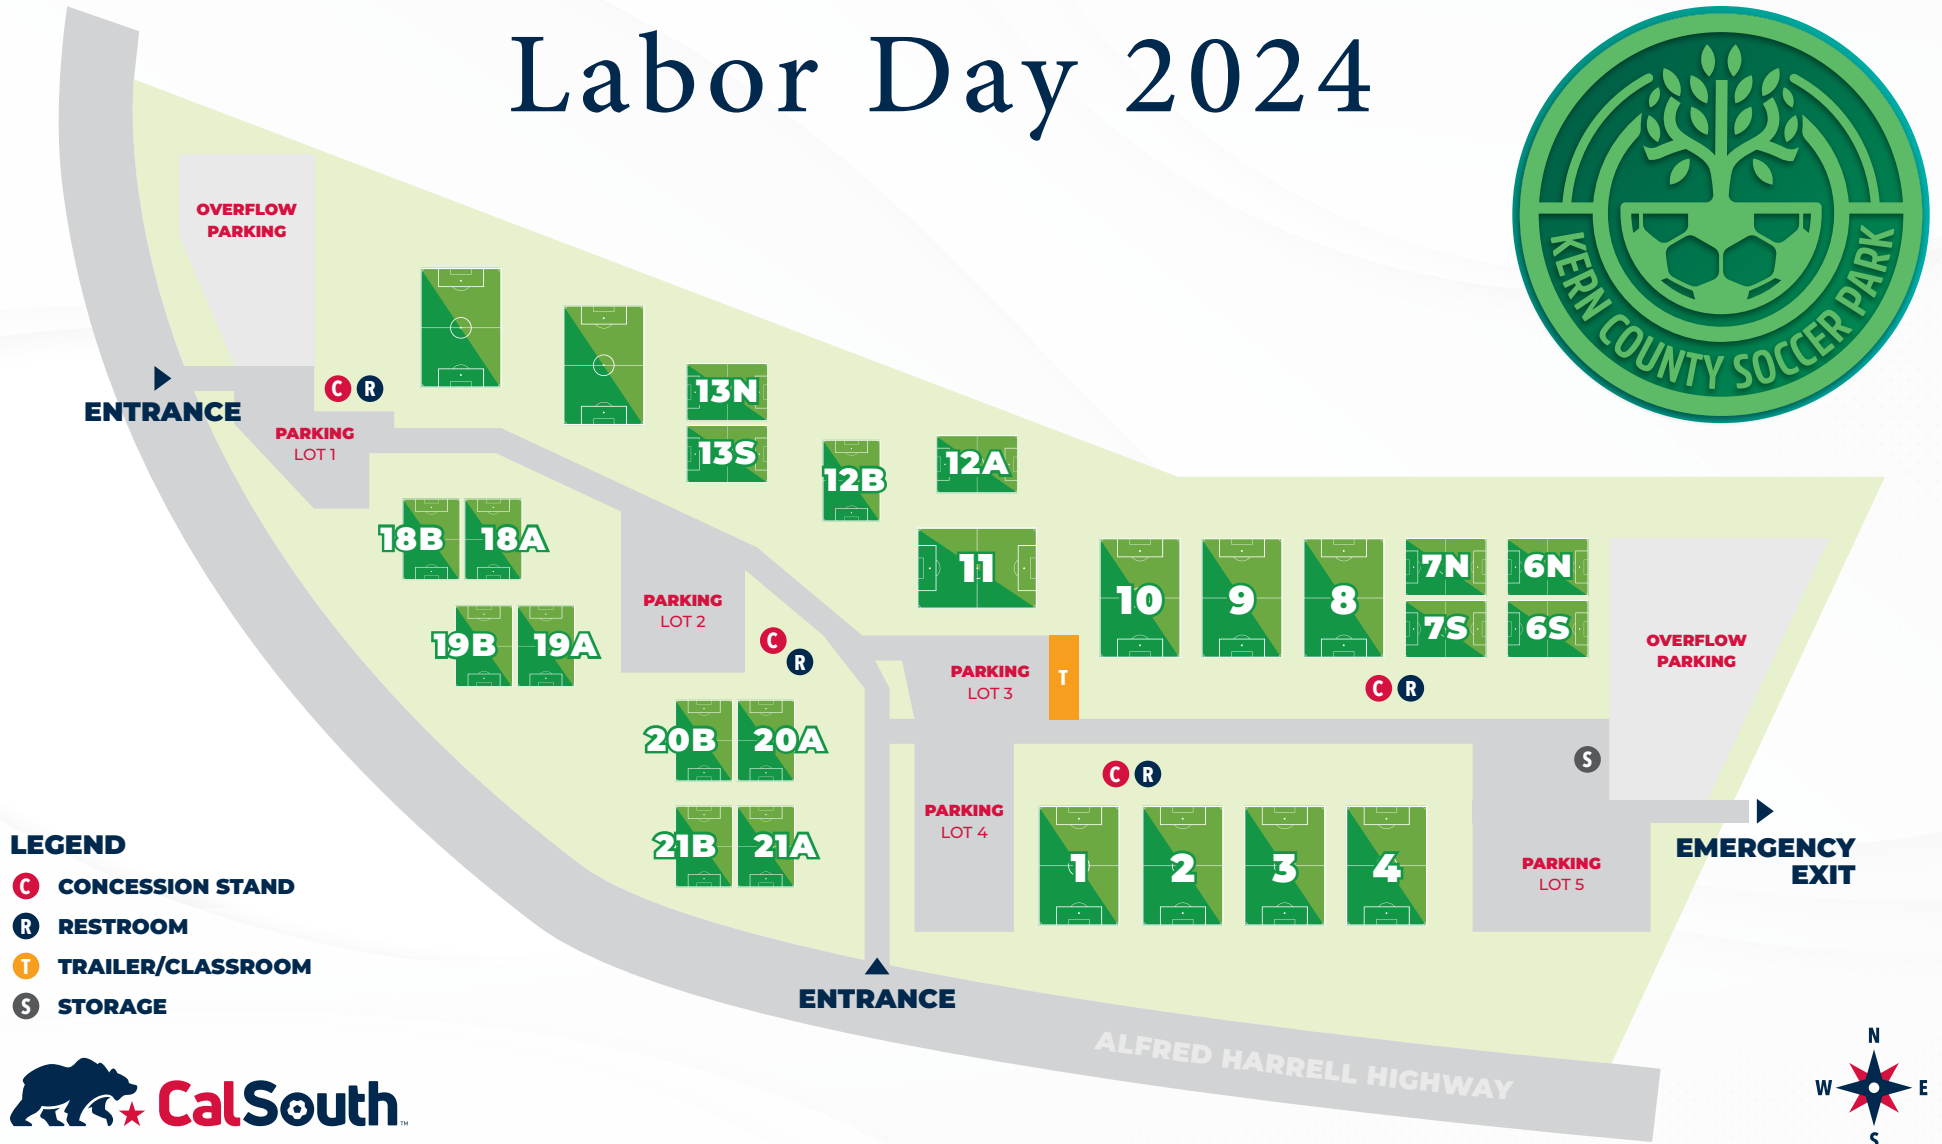 Labor Day 2024
KERN COUNTY SOCCER PARK
OVERFLOW
PARKING
ENTRANCE
C R
PARKING
LOT 1
13N
13S
12B
12A
11
18B
18A
19B
19A
PARKING
LOT 2
C
R
10
9
8
7N
6N
7S
6S
OVERFLOW
PARKING
PARKING
LOT 3
T
C R
20B
20A
21B
21A
S
C R
PARKING
LOT 4
1
2
3
4
PARKING
LOT 5
EMERGENCY
EXIT
ENTRANCE
ALFRED HARRELL HIGHWAY
LEGEND
C CONCESSION STAND
R RESTROOM
T TRAILER/CLASSROOM
S STORAGE
CalSouth™
N
W E
S